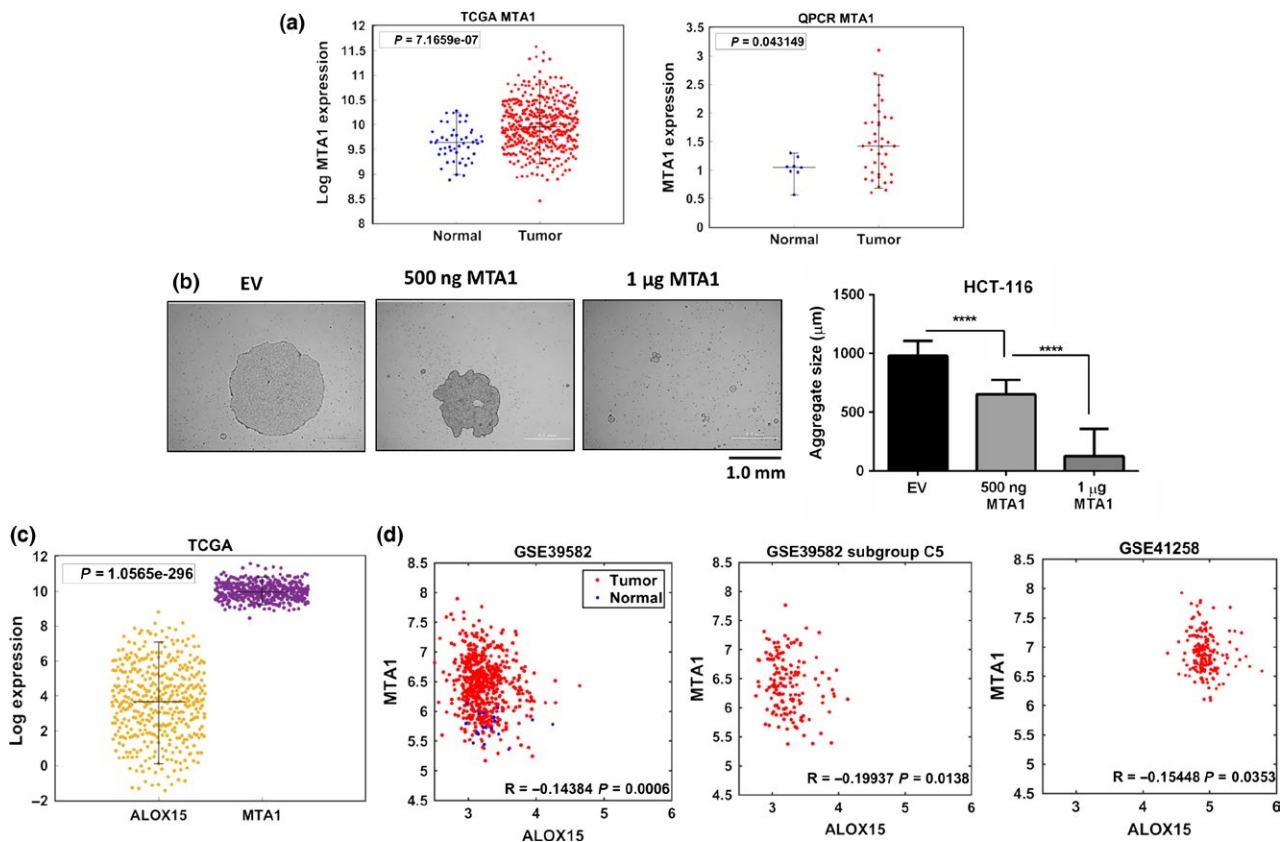 (a)
TCGA MTA1
P = 7.1659e-07
Log MTA1 expression
12
11.5
11
10.5
10
9.5
9
8.5
8
Normal Tumor
QPCR MTA1
P = 0.043149
MTA1 expression
3.5
3
2.5
2
1.5
1
0.5
0
Normal Tumor
(b)
EV
500 ng MTA1
1 µg MTA1
1.0 mm
HCT-116
Aggregate size (µm)
1500
1000
500
0
****
****
EV
500 ng
MTA1
1 µg
MTA1
(c)
TCGA
P = 1.0565e-296
Log expression
12
10
8
6
4
2
0
−2
ALOX15 MTA1
(d)
GSE39582
Tumor
Normal
MTA1
8.5
8
7.5
7
6.5
6
5.5
5
4.5
R = −0.14384 P = 0.0006
3 4 5 6
ALOX15
GSE39582 subgroup C5
MTA1
8.5
8
7.5
7
6.5
6
5.5
5
4.5
R = −0.19937 P = 0.0138
3 4 5 6
ALOX15
GSE41258
MTA1
8.5
8
7.5
7
6.5
6
5.5
5
4.5
R = −0.15448 P = 0.0353
3 4 5 6
ALOX15